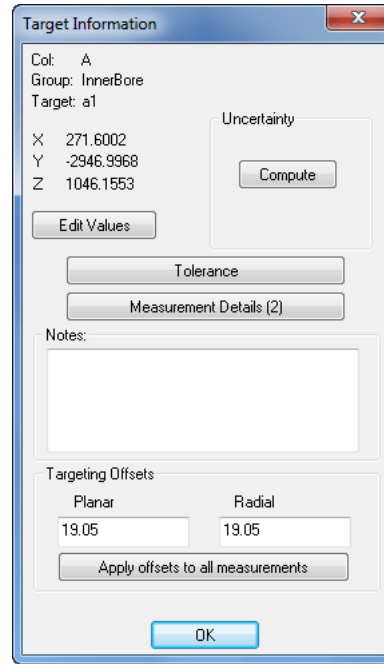 Target Information
Col: A
Group: InnerBore
Target: a1
X 271.6002
Y -2946.9968
Z 1046.1553
Uncertainty
Compute
Edit Values
Tolerance
Measurement Details (2)
Notes:
Targeting Offsets
Planar Radial
19.05 19.05
Apply offsets to all measurements
OK